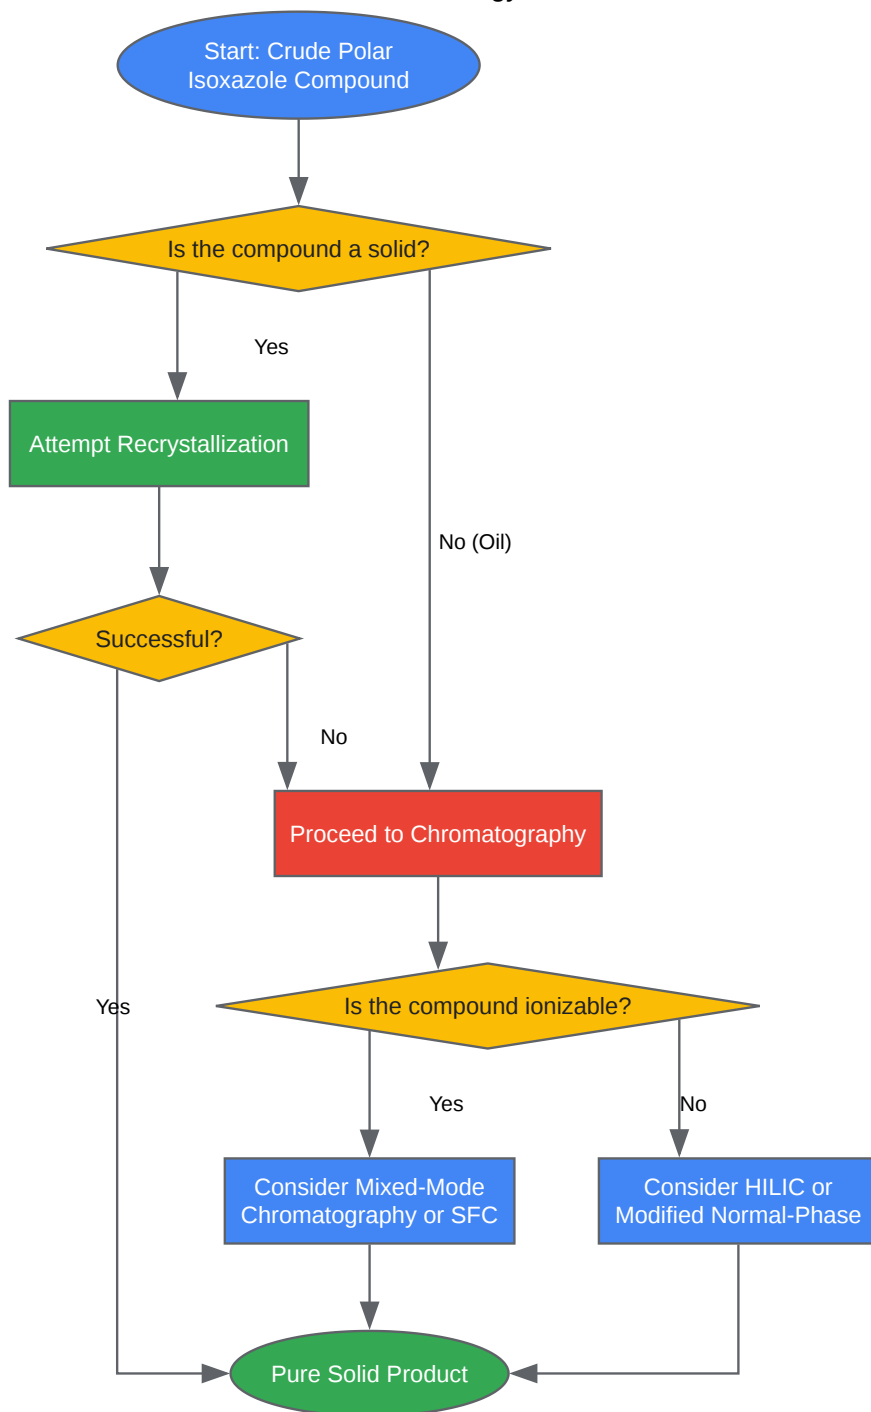 Start: Crude Polar
Isoxazole Compound
Is the compound a solid?
Yes
Attempt Recrystallization
No (Oil)
Successful?
No
Proceed to Chromatography
Yes
Is the compound ionizable?
Yes
No
Consider Mixed-Mode
Chromatography or SFC
Consider HILIC or
Modified Normal-Phase
Pure Solid Product